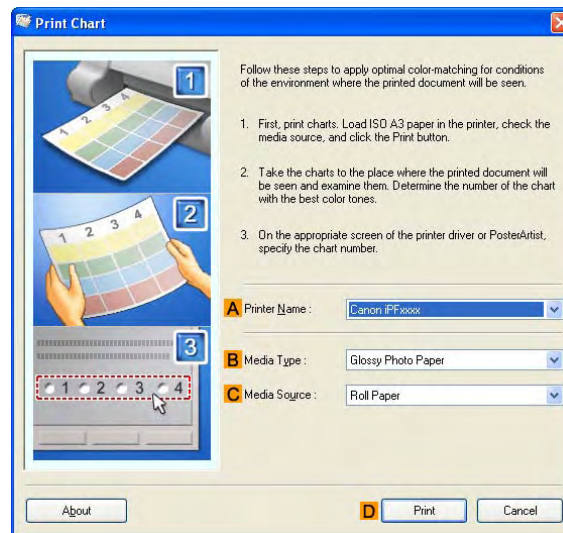 Print Chart
1
1 2 3 4
2
1 2 3 4
3
1 2 3 4
Follow these steps to apply optimal color-matching for conditions
of the environment where the printed document will be seen.
1. First, print charts. Load ISO A3 paper in the printer, check the
media source, and click the Print button.
2. Take the charts to the place where the printed document will
be seen and examine them. Determine the number of the chart
with the best color tones.
3. On the appropriate screen of the printer driver or PosterArtist,
specify the chart number.
A Printer Name : Canon iPFxxxx
B Media Type : Glossy Photo Paper
C Media Source : Roll Paper
About D Print Cancel